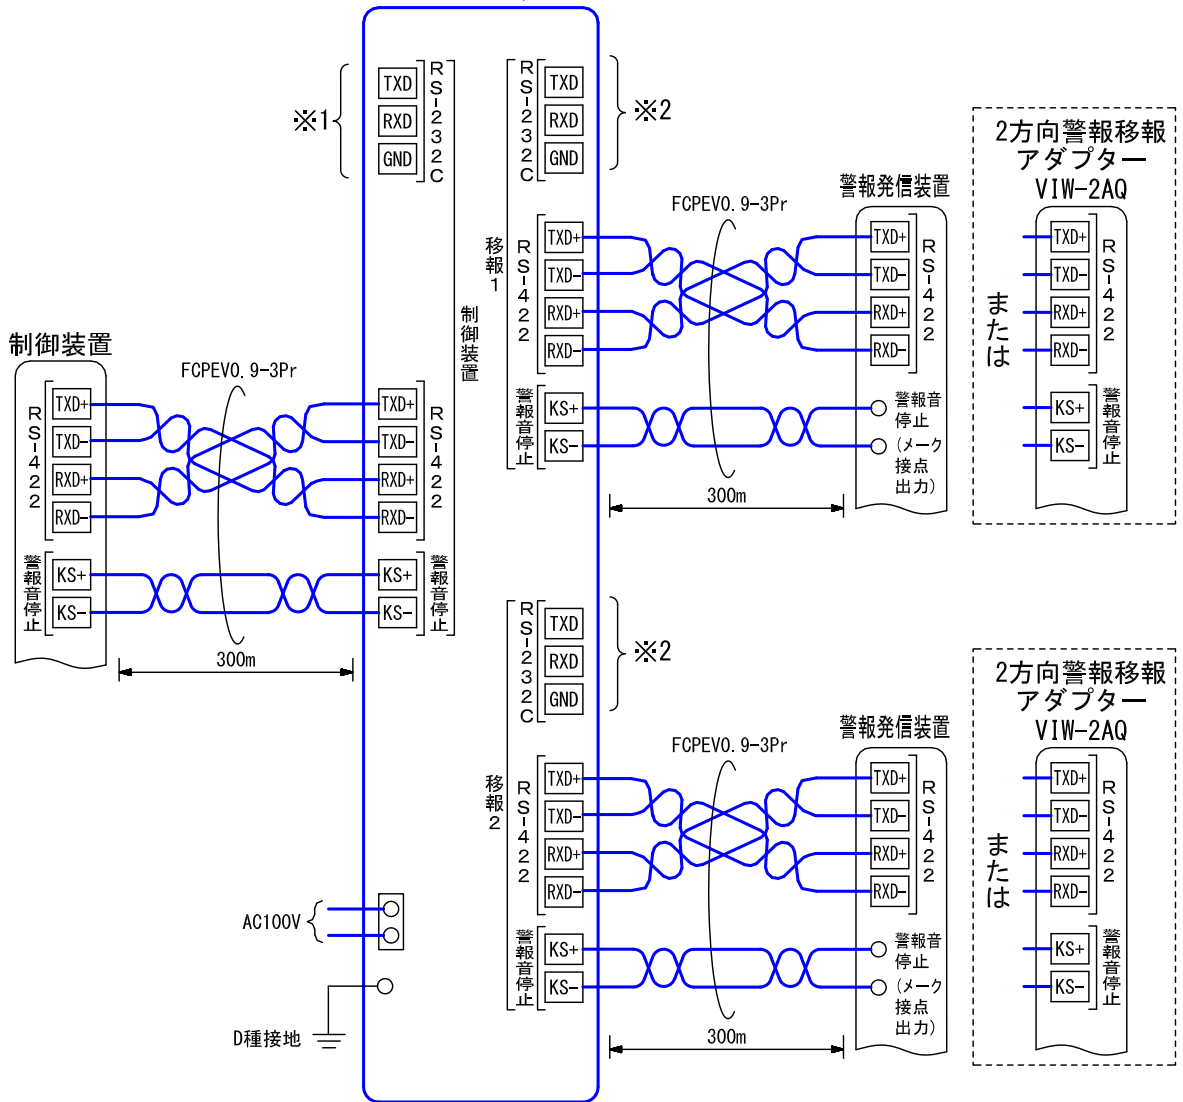 制御装置
RS-422
TXD+
TXD-
RXD+
RXD-
警報音停止
KS+
KS-
FCPEV0.9-3Pr
300m
※1
TXD
RXD
GND
RS-232C
制御装置
TXD+
TXD-
RXD+
RXD-
RS-422
KS+
KS-
警報音停止
AC100V
D種接地
移報1
RS-232C
TXD
RXD
GND
※2
RS-422
TXD+
TXD-
RXD+
RXD-
警報音停止
KS+
KS-
FCPEV0.9-3Pr
300m
警報発信装置
TXD+
TXD-
RXD+
RXD-
RS-422
警報音
停止
(メーク
接点
出力)
または
2方向警報移報
アダプター
VIW-2AQ
TXD+
TXD-
RXD+
RXD-
RS-422
KS+
KS-
警報音停止
移報2
RS-232C
TXD
RXD
GND
※2
RS-422
TXD+
TXD-
RXD+
RXD-
警報音停止
KS+
KS-
FCPEV0.9-3Pr
300m
警報発信装置
TXD+
TXD-
RXD+
RXD-
RS-422
警報音
停止
(メーク
接点
出力)
または
2方向警報移報
アダプター
VIW-2AQ
TXD+
TXD-
RXD+
RXD-
RS-422
KS+
KS-
警報音停止